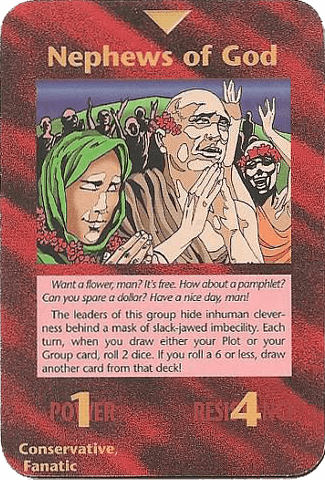 Nephews of God
Want a flower, man? It's free. How about a pamphlet?
Can you spare a dollar? Have a nice day, man!
The leaders of this group hide inhuman clever-
ness behind a mask of slack-jawed imbecility. Each
turn, when you draw either your Plot or your
Group card, roll 2 dice. If you roll a 6 or less, draw
another card from that deck!
POWER 1 RESISTANCE 4
Conservative,
Fanatic